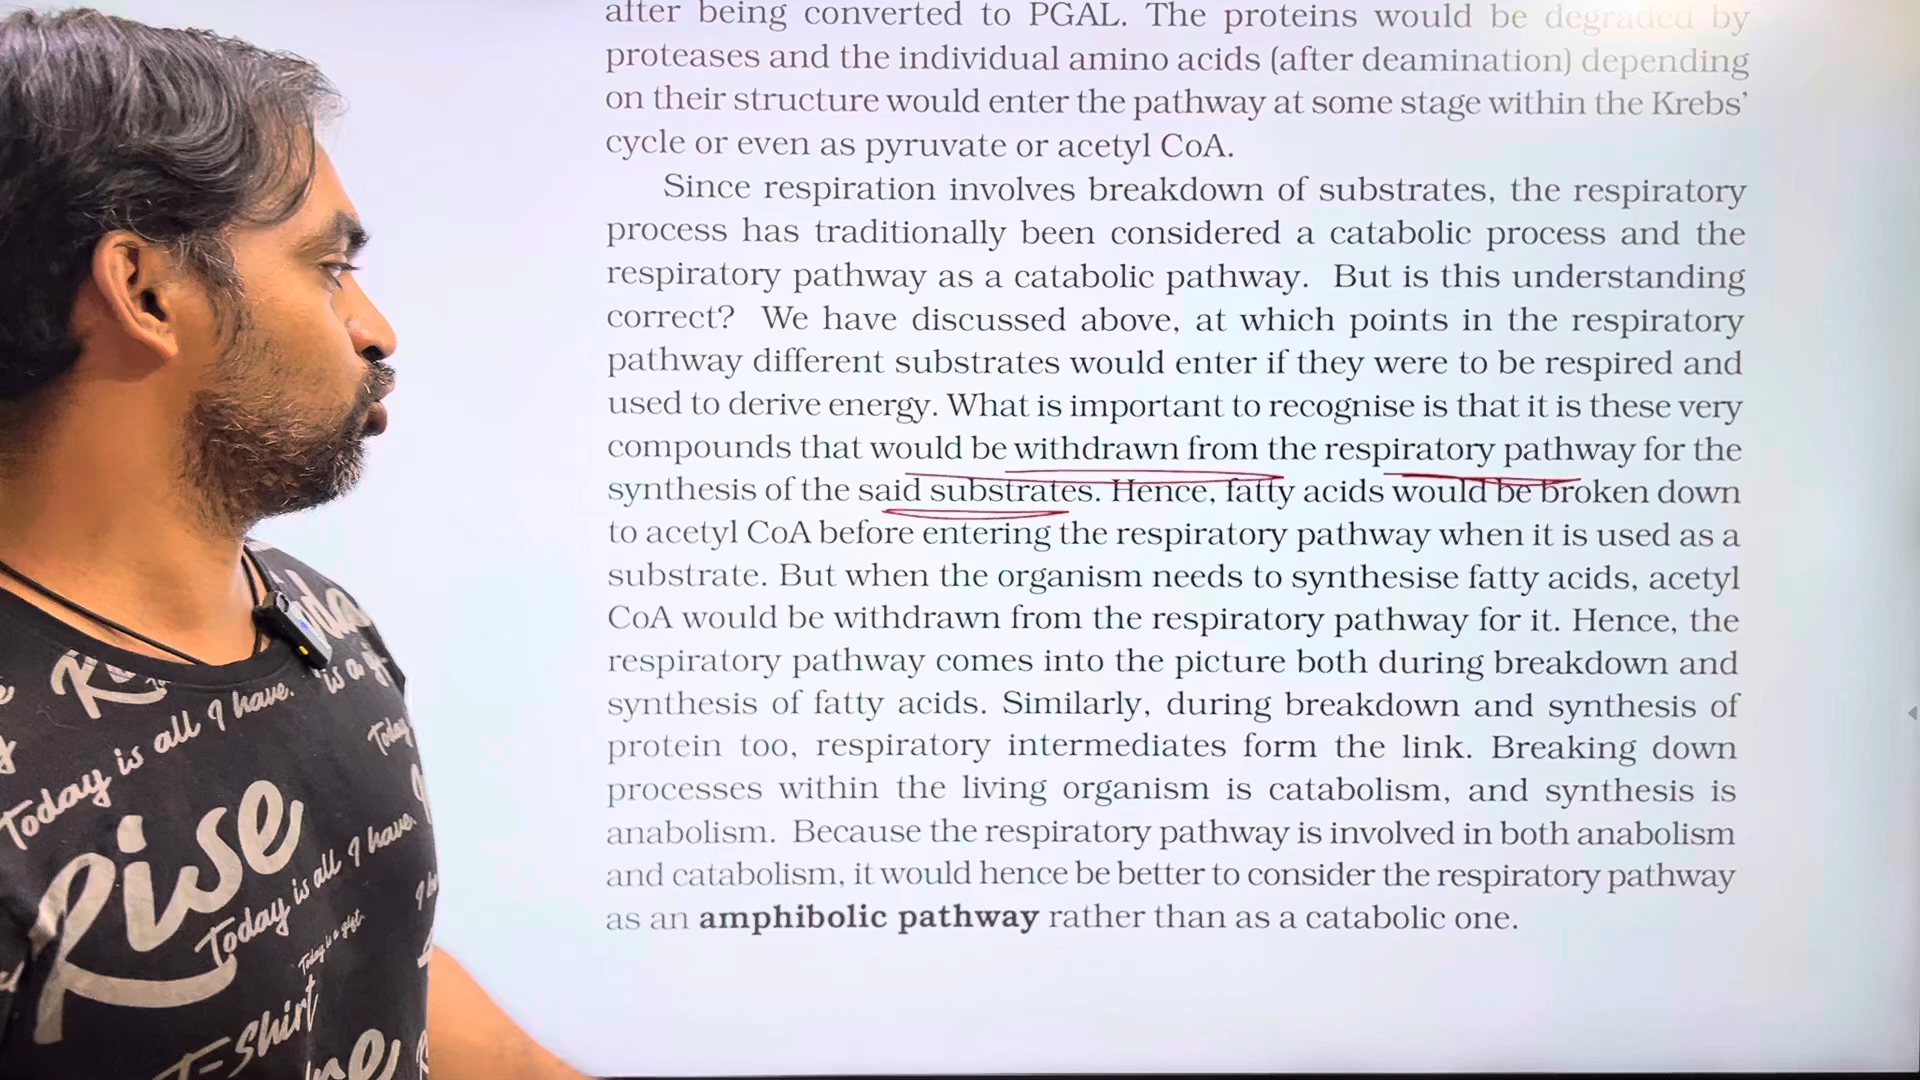 after being converted to PGAL. The proteins would be degraded by
proteases and the individual amino acids (after deamination) depending
on their structure would enter the pathway at some stage within the Krebs’
cycle or even as pyruvate or acetyl CoA.
Since respiration involves breakdown of substrates, the respiratory
process has traditionally been considered a catabolic process and the
respiratory pathway as a catabolic pathway. But is this understanding
correct? We have discussed above, at which points in the respiratory
pathway different substrates would enter if they were to be respired and
used to derive energy. What is important to recognise is that it is these very
compounds that would be withdrawn from the respiratory pathway for the
synthesis of the said substrates. Hence, fatty acids would be broken down
to acetyl CoA before entering the respiratory pathway when it is used as a
substrate. But when the organism needs to synthesise fatty acids, acetyl
CoA would be withdrawn from the respiratory pathway for it. Hence, the
respiratory pathway comes into the picture both during breakdown and
synthesis of fatty acids. Similarly, during breakdown and synthesis of
protein too, respiratory intermediates form the link. Breaking down
processes within the living organism is catabolism, and synthesis is
anabolism. Because the respiratory pathway is involved in both anabolism
and catabolism, it would hence be better to consider the respiratory pathway
as an amphibolic pathway rather than as a catabolic one.
is a gi
Today is all I have.
Today
Rise
Today is all I have.
Today is a gift.
T-Shirt